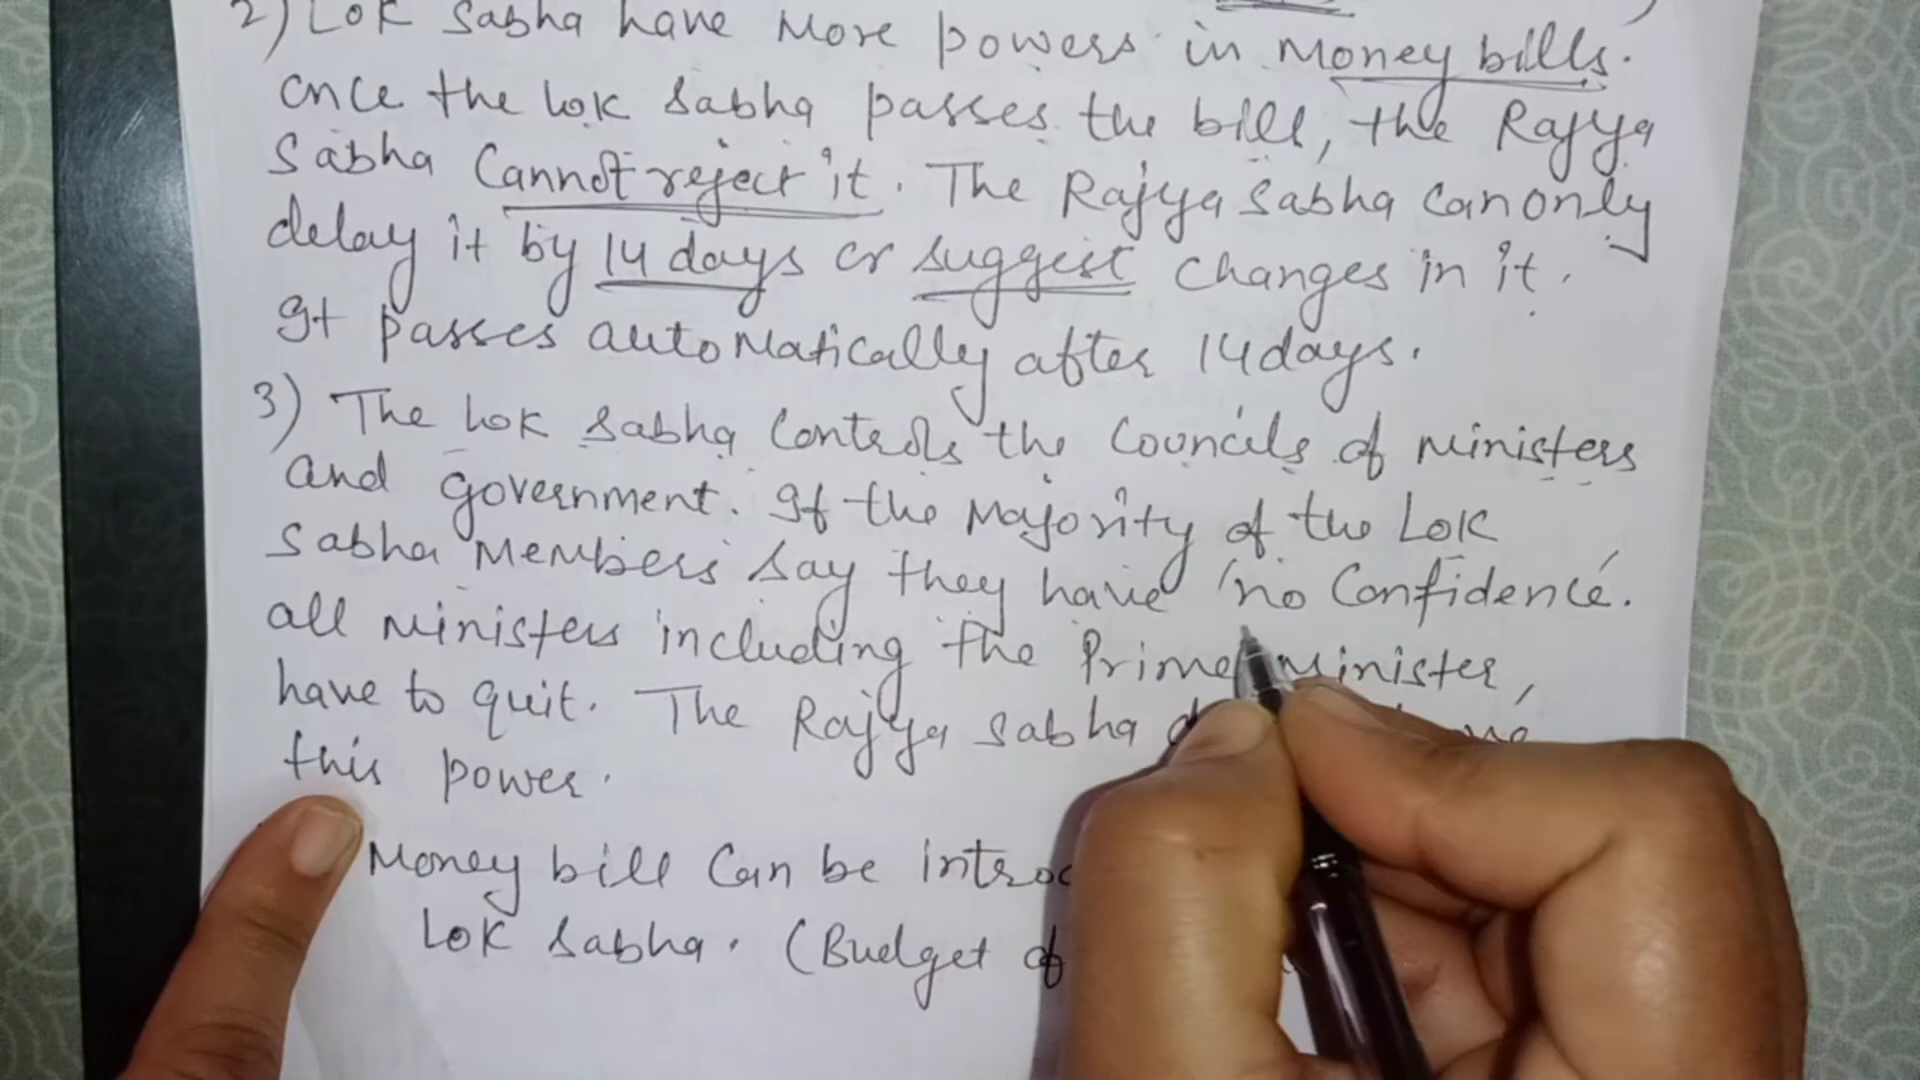 2) Lok Sabha have more powers in money bills.
Once the Lok Sabha passes the bill, the Rajya
Sabha cannot reject it. The Rajya Sabha can only
delay it by 14 days or suggest changes in it.
It passes automatically after 14 days.
3) The Lok Sabha controls the Councils of ministers
and government. If the majority of the Lok
Sabha members say they have 'no confidence'.
all ministers including the Prime minister,
have to quit. The Rajya Sabha
this power.
Money bill can be
Lok Sabha. (Budget of